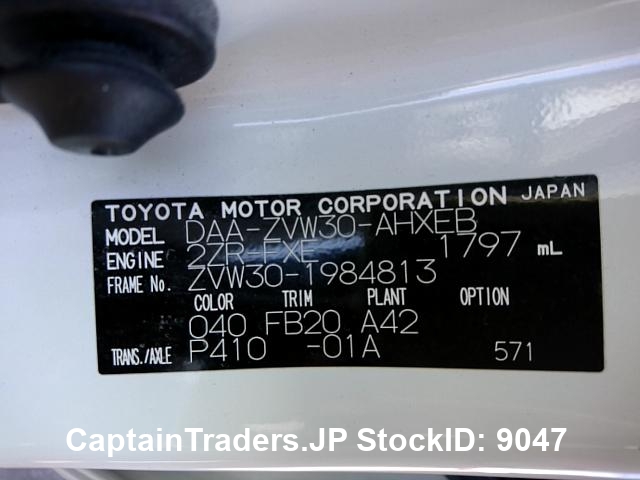 TOYOTA MOTOR CORPORATION JAPAN
MODEL DAA-ZVW30-AHXEB
ENGINE 2ZR-FXE 1797 mL
FRAME No. ZVW30-1984813
COLOR TRIM PLANT OPTION
040 FB20 A42
TRANS./AXLE P410 -01A 571
CaptainTraders.JP StockID: 9047